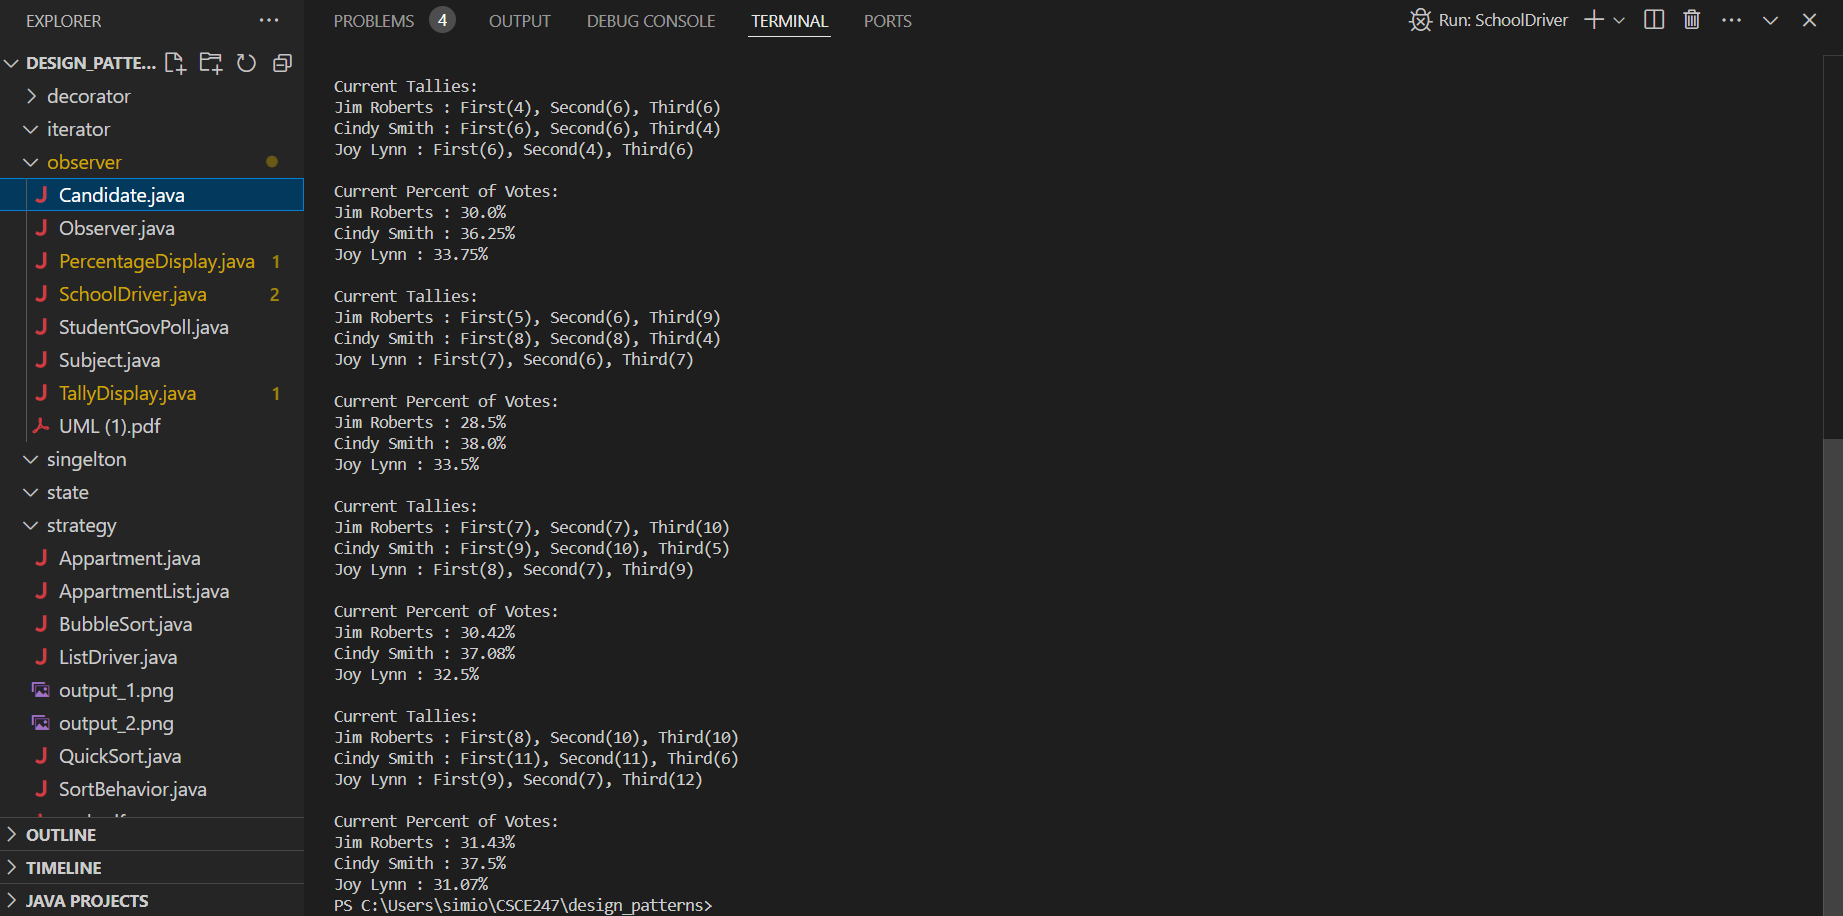 EXPLORER
DESIGN_PATTE...
decorator
iterator
observer
Candidate.java
Observer.java
PercentageDisplay.java 1
SchoolDriver.java 2
StudentGovPoll.java
Subject.java
TallyDisplay.java 1
UML (1).pdf
singelton
state
strategy
Appartment.java
AppartmentList.java
BubbleSort.java
ListDriver.java
output_1.png
output_2.png
QuickSort.java
SortBehavior.java
OUTLINE
TIMELINE
JAVA PROJECTS
PROBLEMS 4 OUTPUT DEBUG CONSOLE TERMINAL PORTS
Run: SchoolDriver
Current Tallies:
Jim Roberts : First(4), Second(6), Third(6)
Cindy Smith : First(6), Second(6), Third(4)
Joy Lynn : First(6), Second(4), Third(6)
Current Percent of Votes:
Jim Roberts : 30.0%
Cindy Smith : 36.25%
Joy Lynn : 33.75%
Current Tallies:
Jim Roberts : First(5), Second(6), Third(9)
Cindy Smith : First(8), Second(8), Third(4)
Joy Lynn : First(7), Second(6), Third(7)
Current Percent of Votes:
Jim Roberts : 28.5%
Cindy Smith : 38.0%
Joy Lynn : 33.5%
Current Tallies:
Jim Roberts : First(7), Second(7), Third(10)
Cindy Smith : First(9), Second(10), Third(5)
Joy Lynn : First(8), Second(7), Third(9)
Current Percent of Votes:
Jim Roberts : 30.42%
Cindy Smith : 37.08%
Joy Lynn : 32.5%
Current Tallies:
Jim Roberts : First(8), Second(10), Third(10)
Cindy Smith : First(11), Second(11), Third(6)
Joy Lynn : First(9), Second(7), Third(12)
Current Percent of Votes:
Jim Roberts : 31.43%
Cindy Smith : 37.5%
Joy Lynn : 31.07%
PS C:\Users\simio\CSCE247\design_patterns>